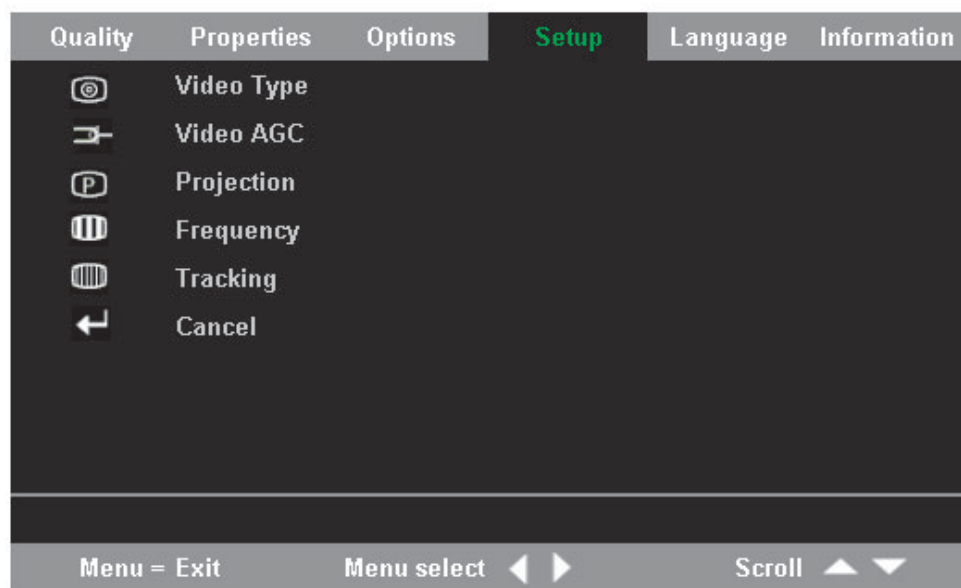 Quality Properties Options Setup Language Information
Video Type
Video AGC
P Projection
Frequency
Tracking
Cancel
Menu = Exit Menu select Scroll